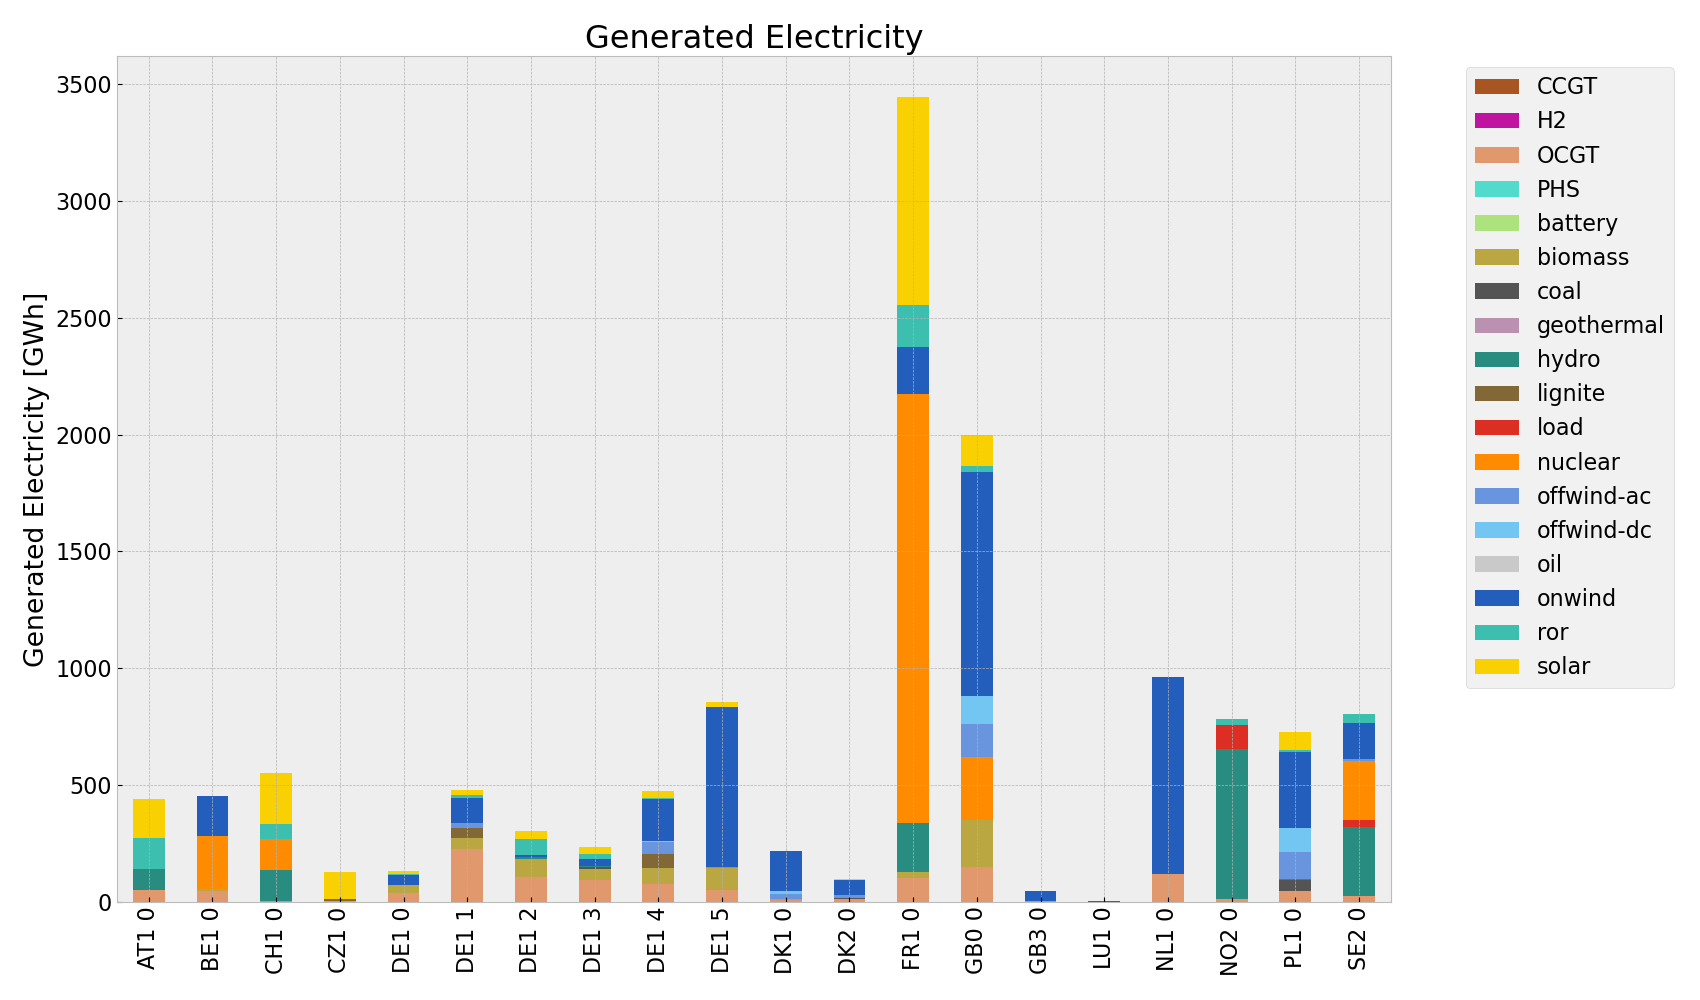 Generated Electricity
Generated Electricity [GWh]
3500
3000
2500
2000
1500
1000
500
0
AT1 0
BE1 0
CH1 0
CZ1 0
DE1 0
DE1 1
DE1 2
DE1 3
DE1 4
DE1 5
DK1 0
DK2 0
FR1 0
GB0 0
GB3 0
LU1 0
NL1 0
NO2 0
PL1 0
SE2 0
CCGT
H2
OCGT
PHS
battery
biomass
coal
geothermal
hydro
lignite
load
nuclear
offwind-ac
offwind-dc
oil
onwind
ror
solar